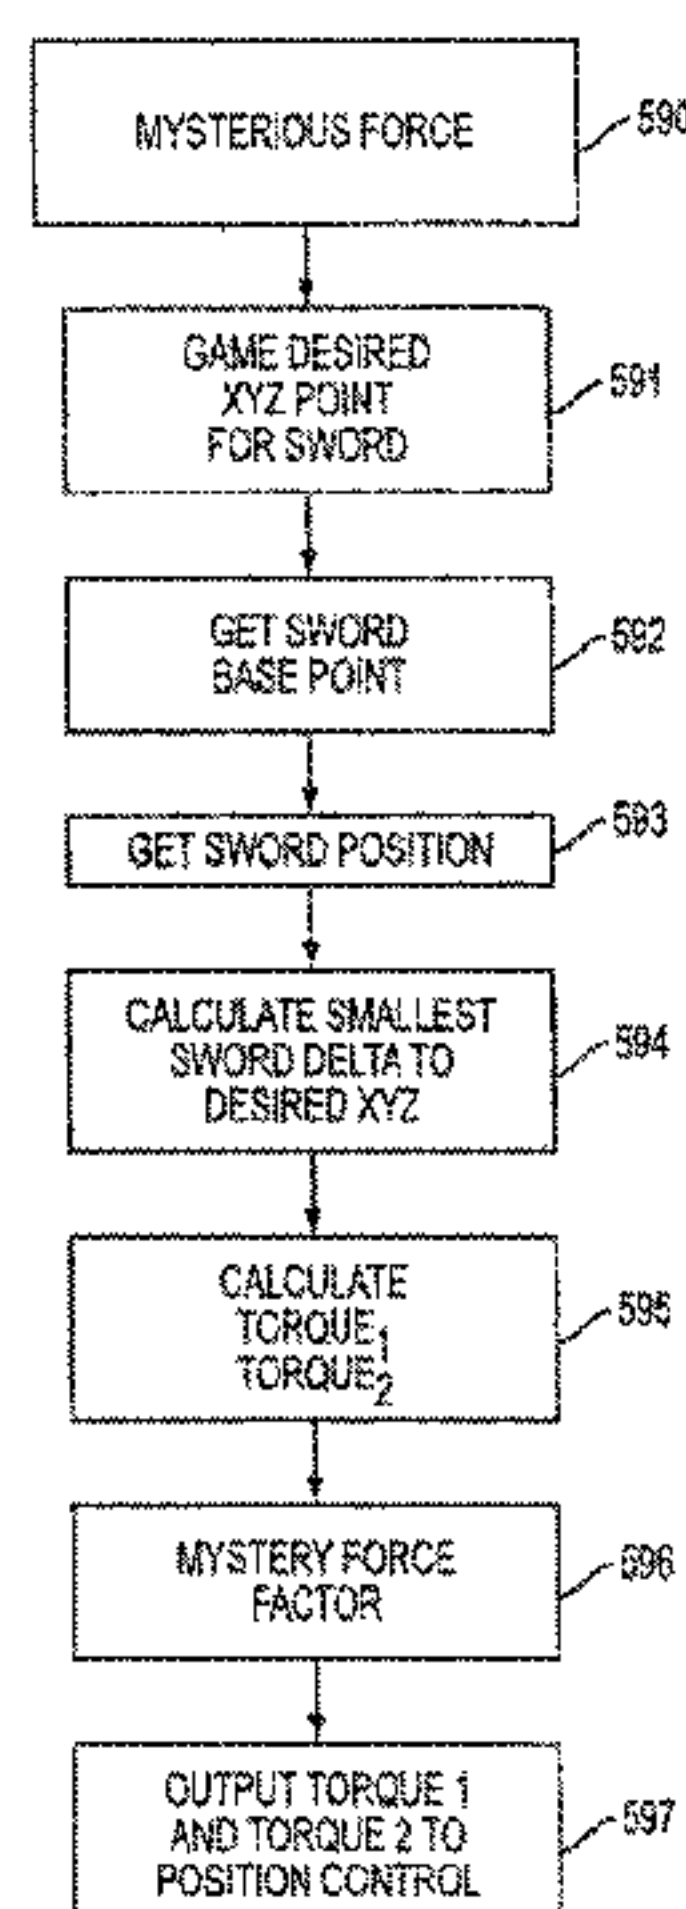 MYSTERIOUS FORCE
590
GAME DESIRED
XYZ POINT
FOR SWORD
591
GET SWORD
BASE POINT
592
GET SWORD POSITION
593
CALCULATE SMALLEST
SWORD DELTA TO
DESIRED XYZ
594
CALCULATE
TORQUE1
TORQUE2
595
MYSTERY FORCE
FACTOR
596
OUTPUT TORQUE 1
AND TORQUE 2 TO
POSITION CONTROL
597